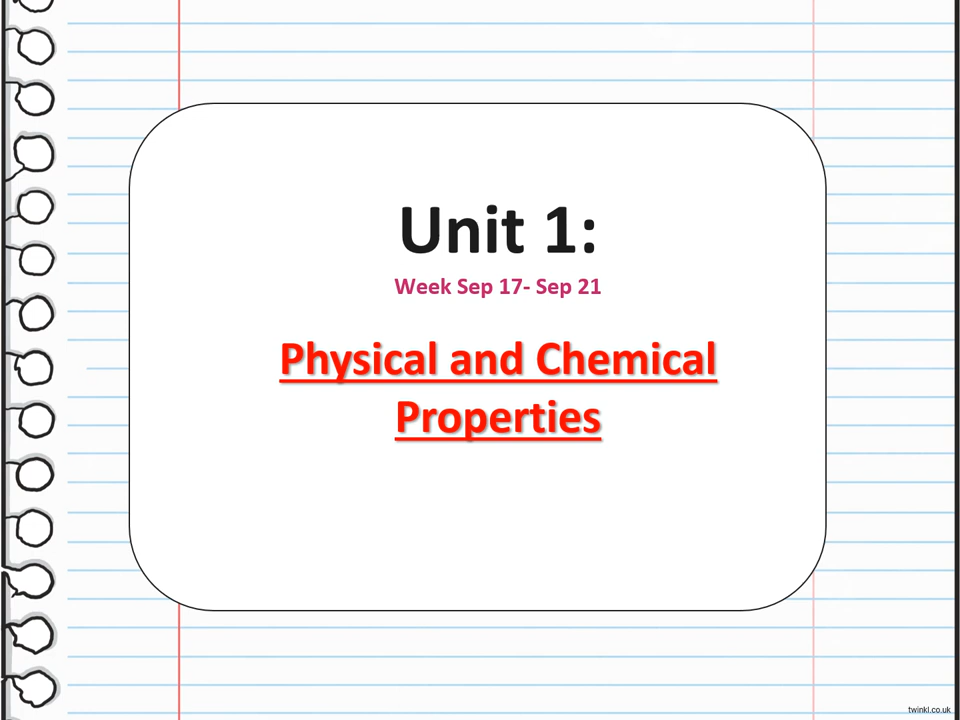 Unit 1:
Week Sep 17- Sep 21
Physical and Chemical
Properties
twinkl.co.uk